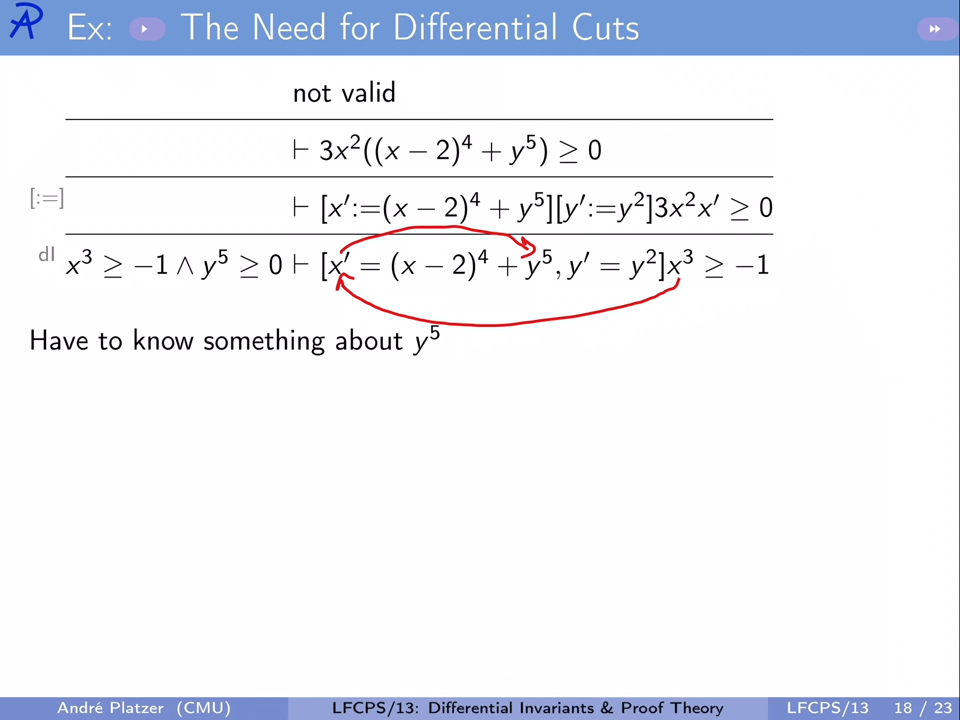 Ex: The Need for Differential Cuts
not valid
⊢ 3x²((x − 2)⁴ + y⁵) ≥ 0
[:=] ⊢ [x′:=(x − 2)⁴ + y⁵][y′:=y²]3x²x′ ≥ 0
dI x³ ≥ −1 ∧ y⁵ ≥ 0 ⊢ [x′ = (x − 2)⁴ + y⁵, y′ = y²]x³ ≥ −1
Have to know something about y⁵
André Platzer (CMU) LFCPS/13: Differential Invariants & Proof Theory LFCPS/13 18 / 23